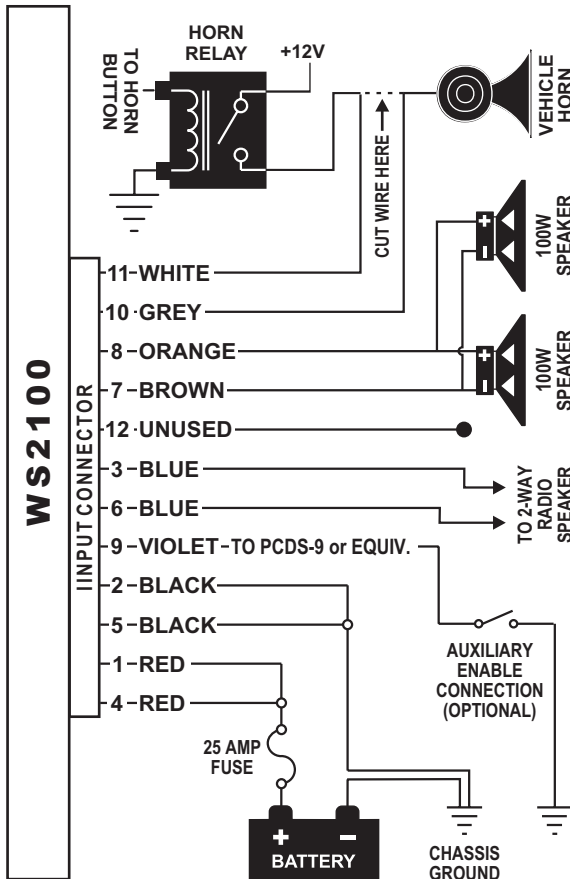 HORN
RELAY
+12V
TO HORN
BUTTON
VEHICLE
HORN
CUT WIRE HERE
100W
SPEAKER
100W
SPEAKER
WS2100
IINPUT CONNECTOR
11 WHITE
10 GREY
8 ORANGE
7 BROWN
12 UNUSED
3 BLUE
6 BLUE
TO 2-WAY
RADIO
SPEAKER
9 VIOLET TO PCDS-9 or EQUIV.
2 BLACK
5 BLACK
1 RED
4 RED
AUXILIARY
ENABLE
CONNECTION
(OPTIONAL)
25 AMP
FUSE
+ −
BATTERY
CHASSIS
GROUND
+
−
+
−